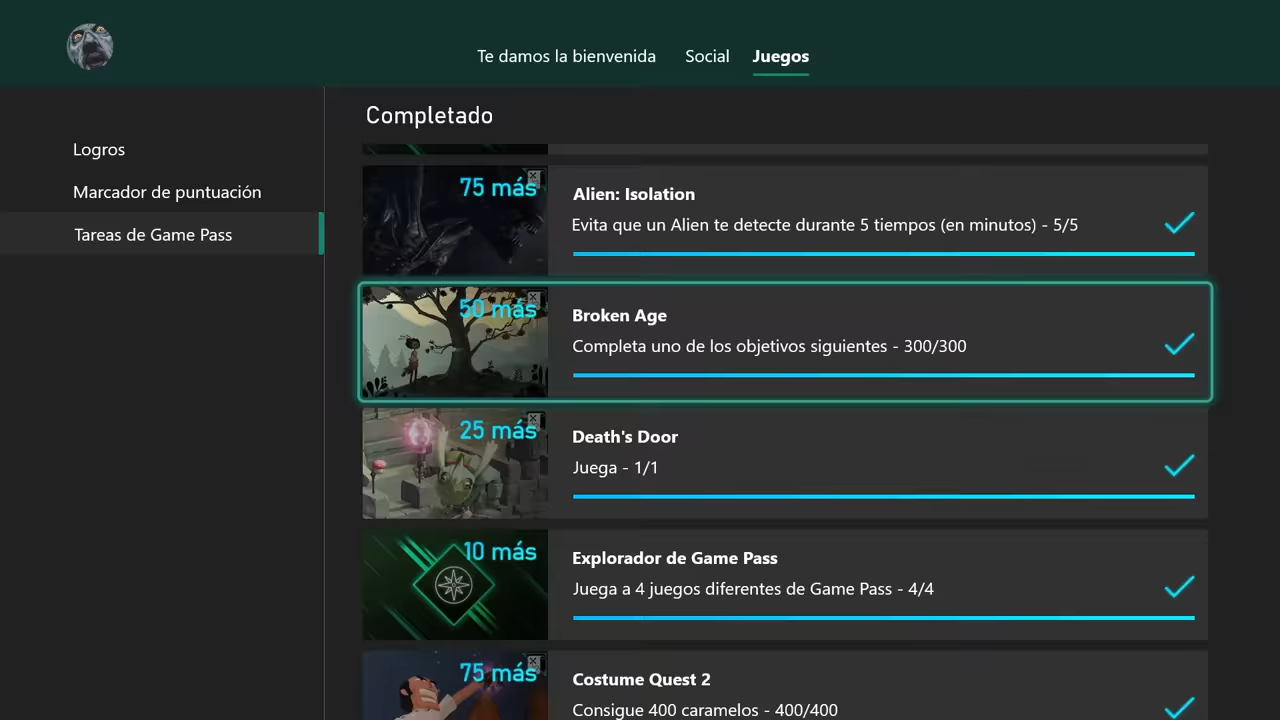 Te damos la bienvenida
Social
Juegos
Logros
Marcador de puntuación
Tareas de Game Pass
Completado
75 más
Alien: Isolation
Evita que un Alien te detecte durante 5 tiempos (en minutos) - 5/5
50 más
Broken Age
Completa uno de los objetivos siguientes - 300/300
25 más
Death's Door
Juega - 1/1
10 más
Explorador de Game Pass
Juega a 4 juegos diferentes de Game Pass - 4/4
75 más
Costume Quest 2
Consigue 400 caramelos - 400/400